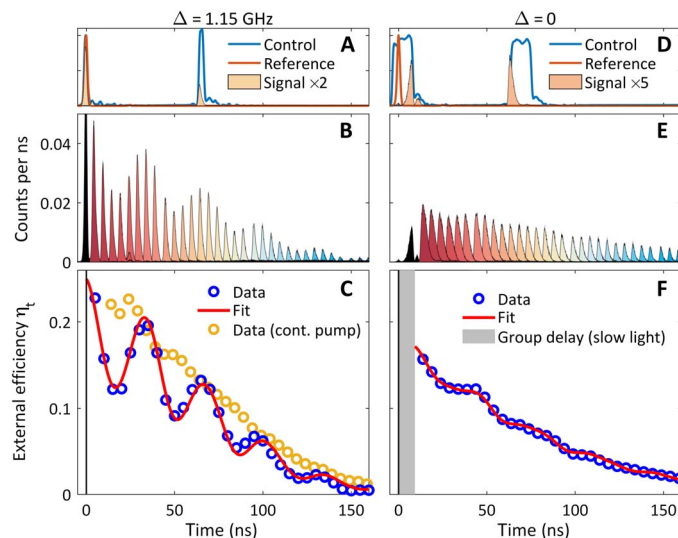 Δ = 1.15 GHz
A
Control
Reference
Signal ×2
Δ = 0
D
Control
Reference
Signal ×5
B
Counts per ns
0.04
0.02
0
E
C
External efficiency ηt
0.2
0.1
0
Data
Fit
Data (cont. pump)
0 50 100 150
Time (ns)
F
Data
Fit
Group delay (slow light)
0 50 100 150
Time (ns)